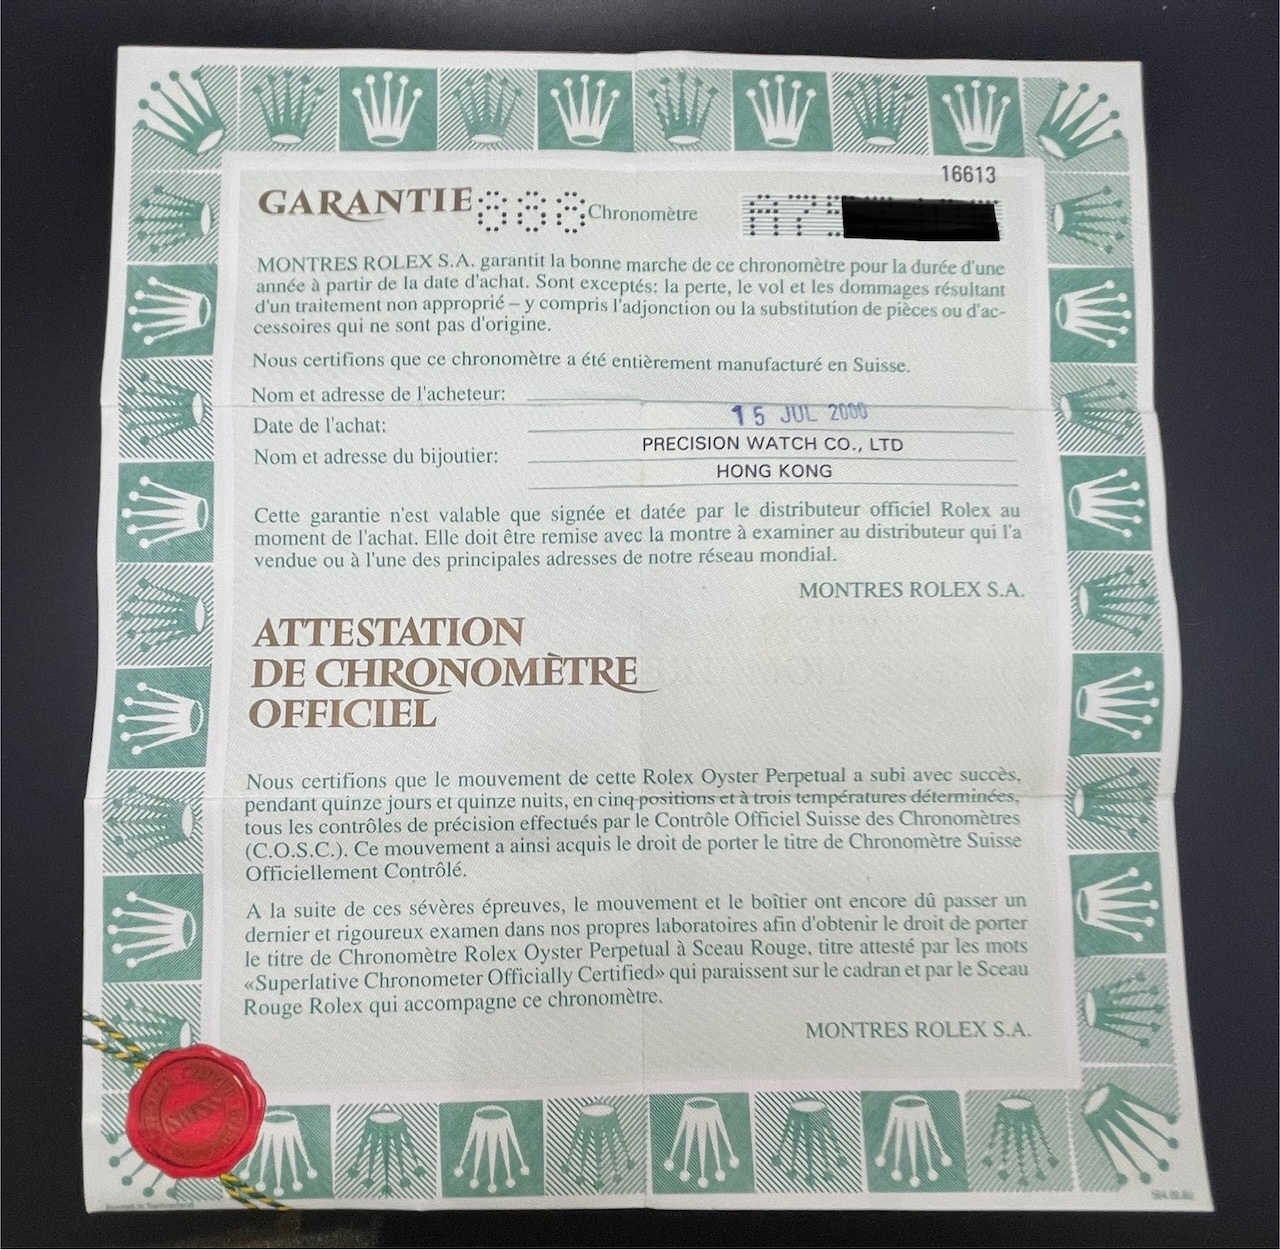 16613
GARANTIE 888 Chronomètre A7
MONTRES ROLEX S.A. garantit la bonne marche de ce chronomètre pour la durée d'une
année à partir de la date d'achat. Sont exceptés: la perte, le vol et les dommages résultant
d'un traitement non approprié – y compris l'adjonction ou la substitution de pièces ou d'ac-
cessoires qui ne sont pas d'origine.
Nous certifions que ce chronomètre a été entièrement manufacturé en Suisse.
Nom et adresse de l'acheteur:
Date de l'achat: 15 JUL 2000
Nom et adresse du bijoutier: PRECISION WATCH CO., LTD
HONG KONG
Cette garantie n'est valable que signée et datée par le distributeur officiel Rolex au
moment de l'achat. Elle doit être remise avec la montre à examiner au distributeur qui l'a
vendue ou à l'une des principales adresses de notre réseau mondial.
MONTRES ROLEX S.A.
ATTESTATION
DE CHRONOMÈTRE
OFFICIEL
Nous certifions que le mouvement de cette Rolex Oyster Perpetual a subi avec succès,
pendant quinze jours et quinze nuits, en cinq positions et à trois températures déterminées,
tous les contrôles de précision effectués par le Contrôle Officiel Suisse des Chronomètres
(C.O.S.C.). Ce mouvement a ainsi acquis le droit de porter le titre de Chronomètre Suisse
Officiellement Contrôlé.
A la suite de ces sévères épreuves, le mouvement et le boîtier ont encore dû passer un
dernier et rigoureux examen dans nos propres laboratoires afin d'obtenir le droit de porter
le titre de Chronomètre Rolex Oyster Perpetual à Sceau Rouge, titre attesté par les mots
«Superlative Chronometer Officially Certified» qui paraissent sur le cadran et par le Sceau
Rouge Rolex qui accompagne ce chronomètre.
MONTRES ROLEX S.A.
Printed in Switzerland